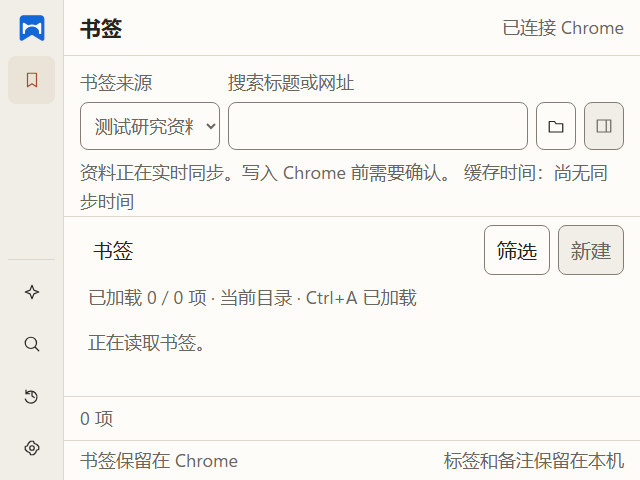 书签
已连接 Chrome
书签来源
搜索标题或网址
测试研究资料
资料正在实时同步。写入 Chrome 前需要确认。 缓存时间：尚无同
步时间
书签
筛选
新建
已加载 0 / 0 项 · 当前目录 · Ctrl+A 已加载
正在读取书签。
0 项
书签保留在 Chrome
标签和备注保留在本机